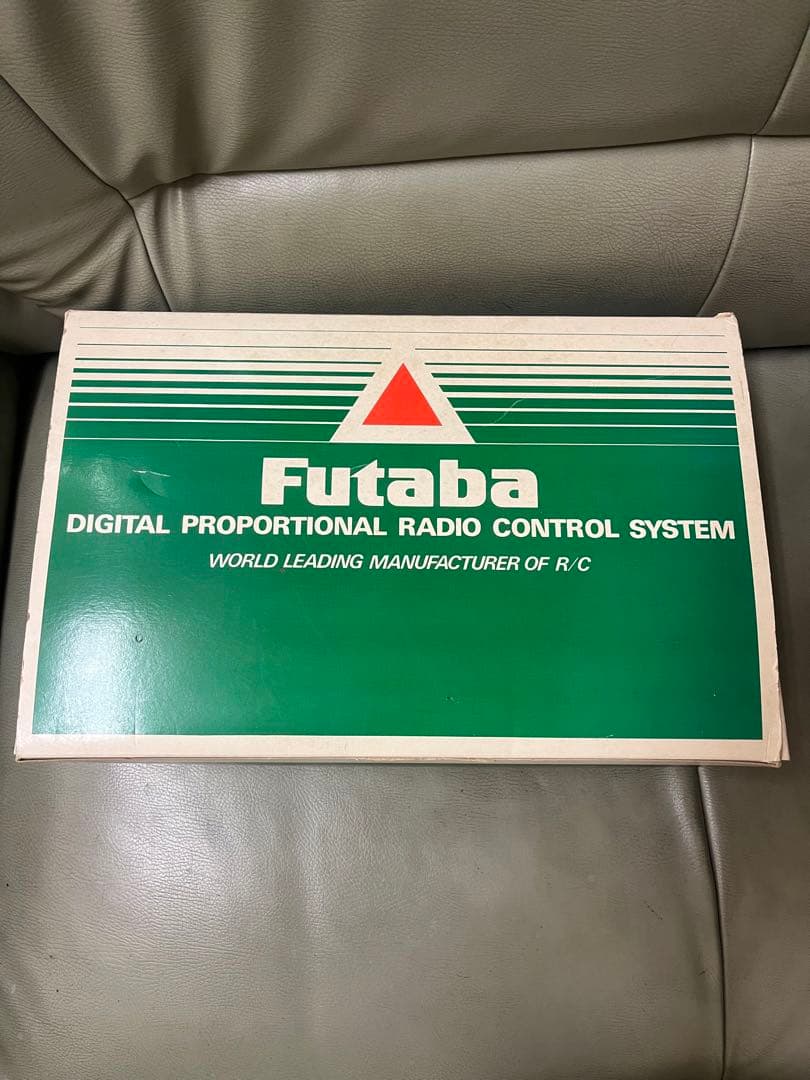 Futaba
DIGITAL PROPORTIONAL RADIO CONTROL SYSTEM
WORLD LEADING MANUFACTURER OF R/C